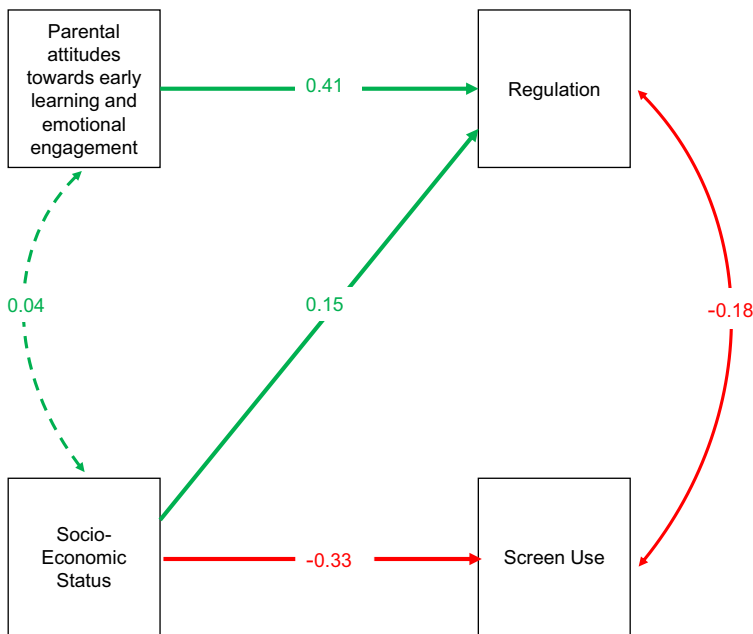 Parental
attitudes
towards early
learning and
emotional
engagement
0.41
Regulation
0.04
0.15
-0.18
Socio-
Economic
Status
-0.33
Screen Use